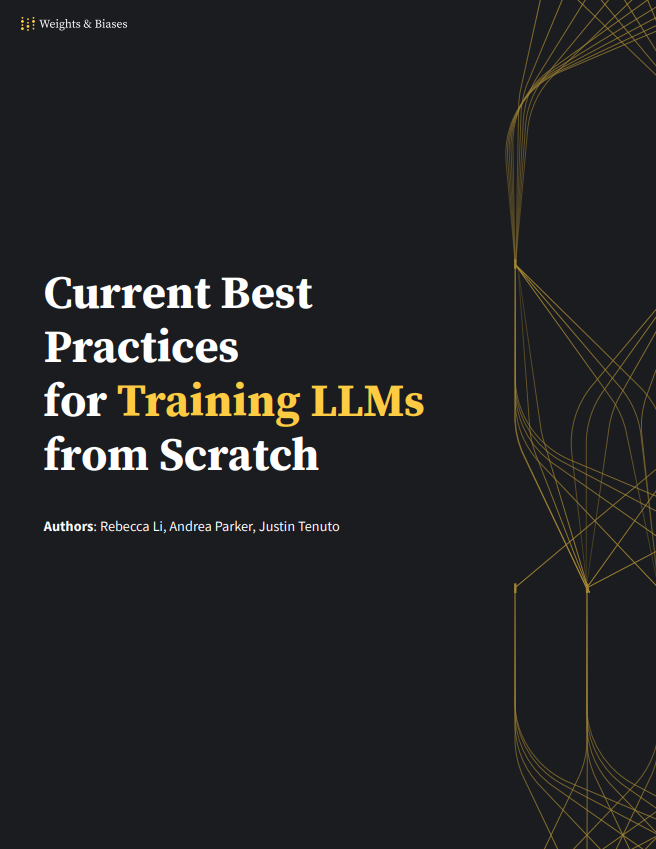 Weights & Biases
Current Best
Practices
for Training LLMs
from Scratch
Authors: Rebecca Li, Andrea Parker, Justin Tenuto